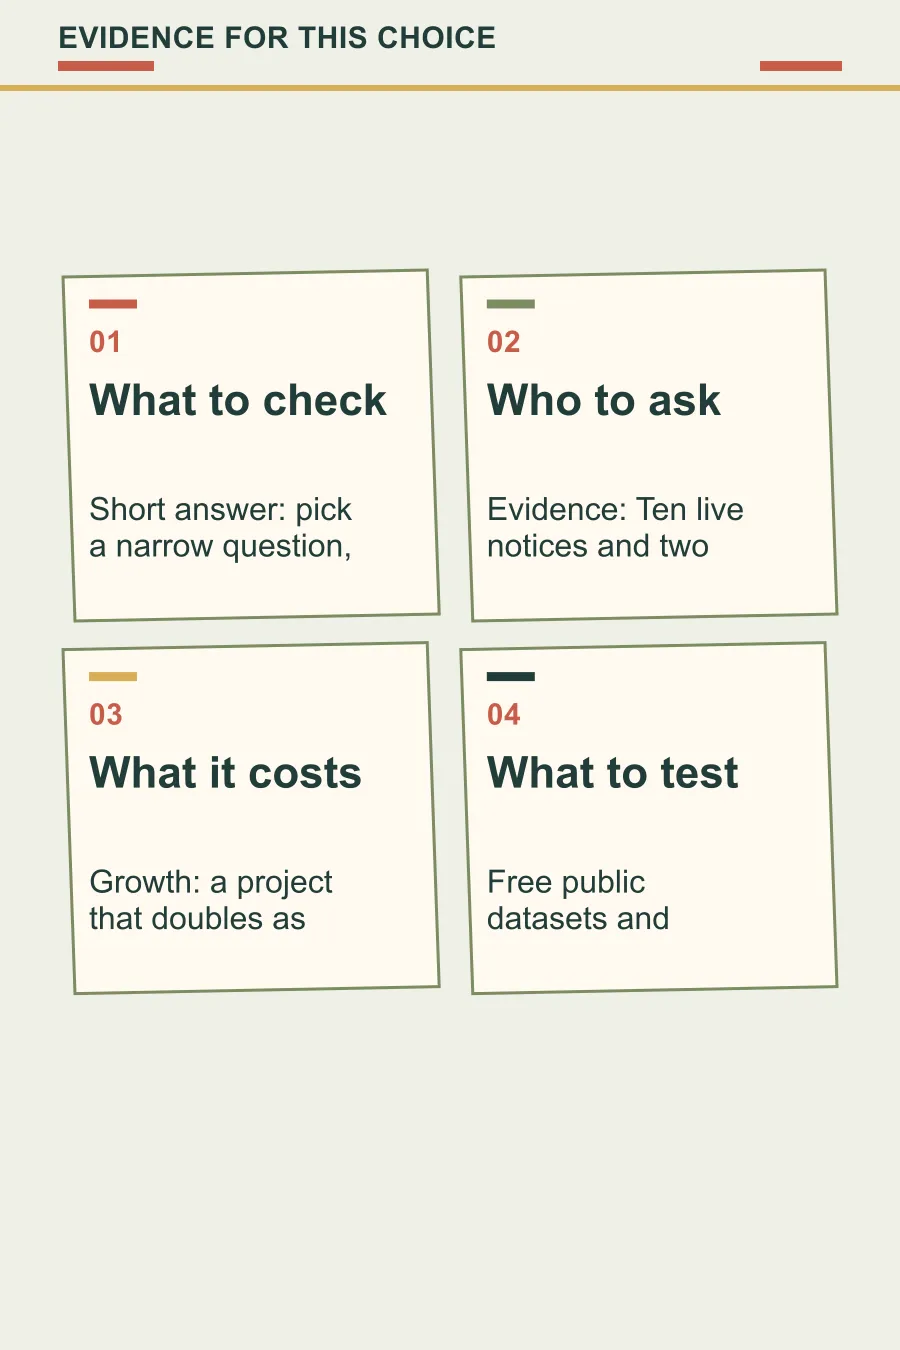 EVIDENCE FOR THIS CHOICE
01
What to check
Short answer: pick
a narrow question,
02
Who to ask
Evidence: Ten live
notices and two
03
What it costs
Growth: a project
that doubles as
04
What to test
Free public
datasets and